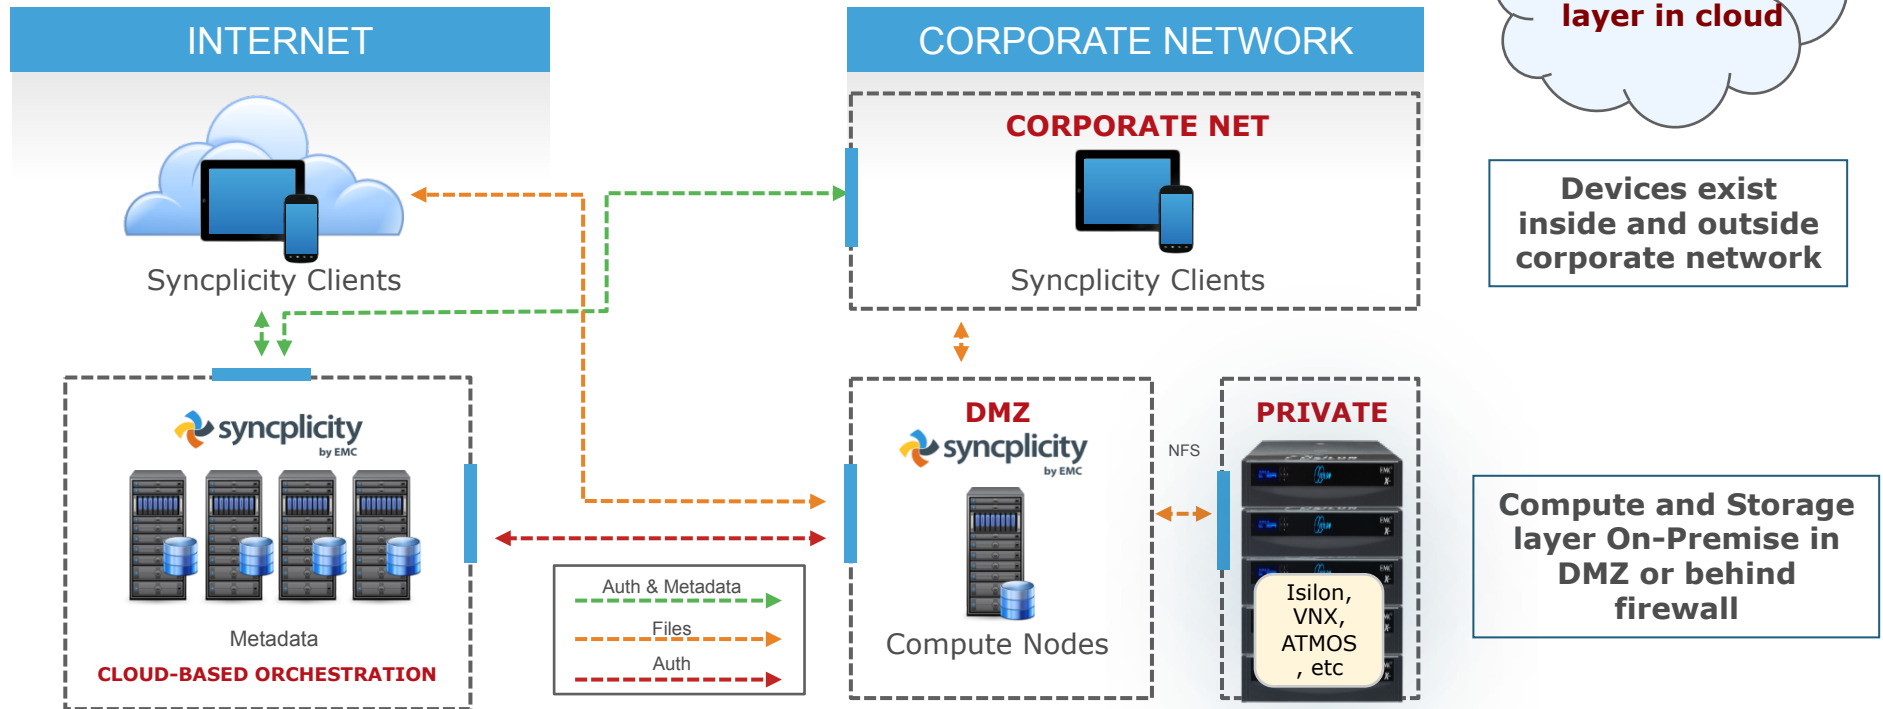 INTERNET
CORPORATE NETWORK
layer in cloud
CORPORATE NET
Syncplicity Clients
Syncplicity Clients
Devices exist
inside and outside
corporate network
syncplicity
by EMC
Metadata
CLOUD-BASED ORCHESTRATION
Auth & Metadata
Files
Auth
DMZ
syncplicity
by EMC
Compute Nodes
NFS
PRIVATE
EMC
EMC
Isilon,
VNX,
ATMOS
, etc
Compute and Storage
layer On-Premise in
DMZ or behind
firewall